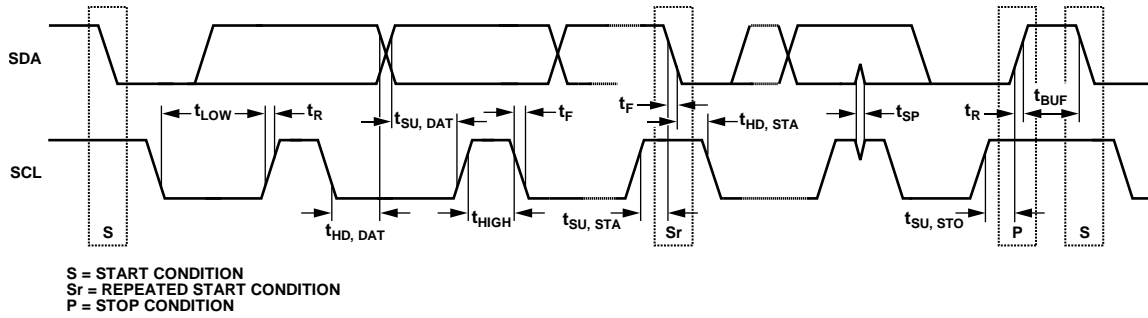 SDA
tLOW
tR
tSU, DAT
tF
tF
tHD, STA
tSP
tR
tBUF
SCL
tHD, DAT
tHIGH
tSU, STA
tSU, STO
S
Sr
P
S
S = START CONDITION
Sr = REPEATED START CONDITION
P = STOP CONDITION